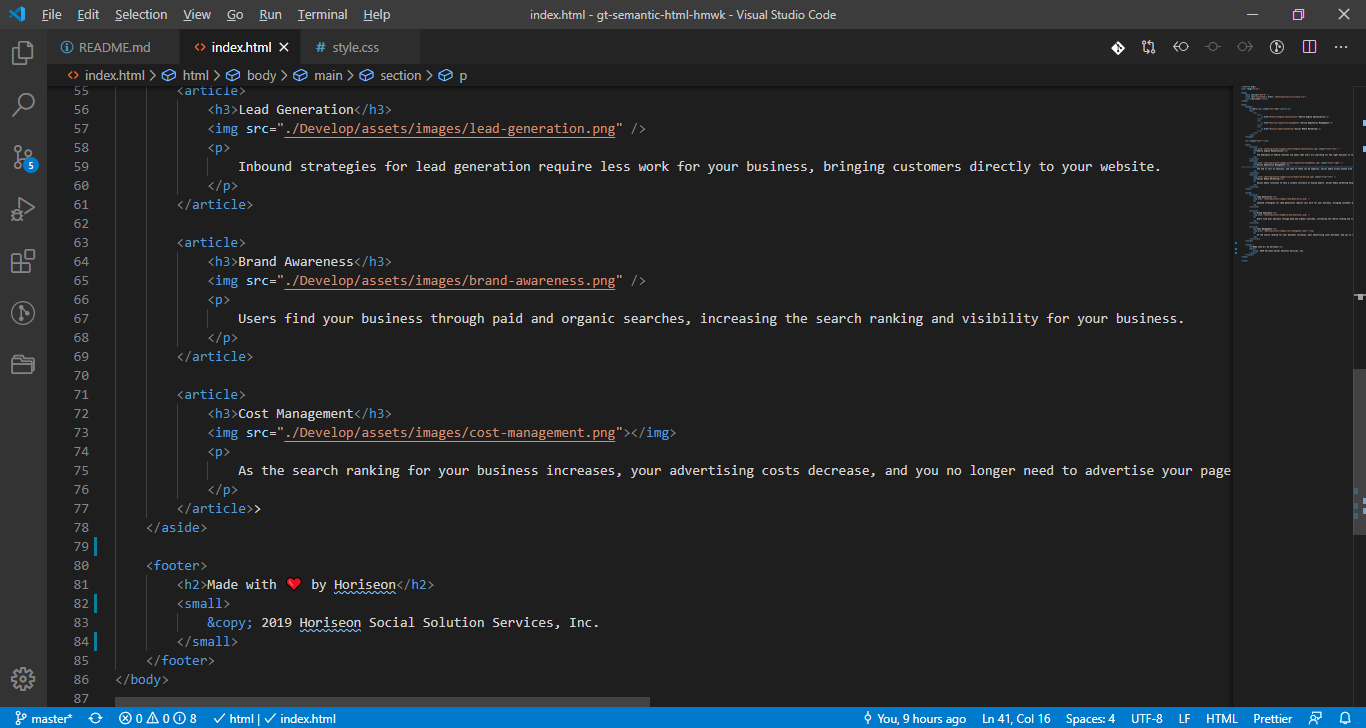 File Edit Selection View Go Run Terminal Help index.html - gt-semantic-html-hmwk - Visual Studio Code
README.md index.html style.css
index.html > html > body > main > section > p
55 <article>
56 <h3>Lead Generation</h3>
57 <img src="./Develop/assets/images/lead-generation.png" />
58 <p>
59 Inbound strategies for lead generation require less work for your business, bringing customers directly to your website.
60 </p>
61 </article>
62
63 <article>
64 <h3>Brand Awareness</h3>
65 <img src="./Develop/assets/images/brand-awareness.png" />
66 <p>
67 Users find your business through paid and organic searches, increasing the search ranking and visibility for your business.
68 </p>
69 </article>
70
71 <article>
72 <h3>Cost Management</h3>
73 <img src="./Develop/assets/images/cost-management.png"></img>
74 <p>
75 As the search ranking for your business increases, your advertising costs decrease, and you no longer need to advertise your page
76 </p>
77 </article>>
78 </aside>
79
80 <footer>
81 <h2>Made with ❤️ by Horiseon</h2>
82 <small>
83 &copy; 2019 Horiseon Social Solution Services, Inc.
84 </small>
85 </footer>
86 </body>
87
5
master* 0 0 8 html | index.html You, 9 hours ago Ln 41, Col 16 Spaces: 4 UTF-8 LF HTML Prettier